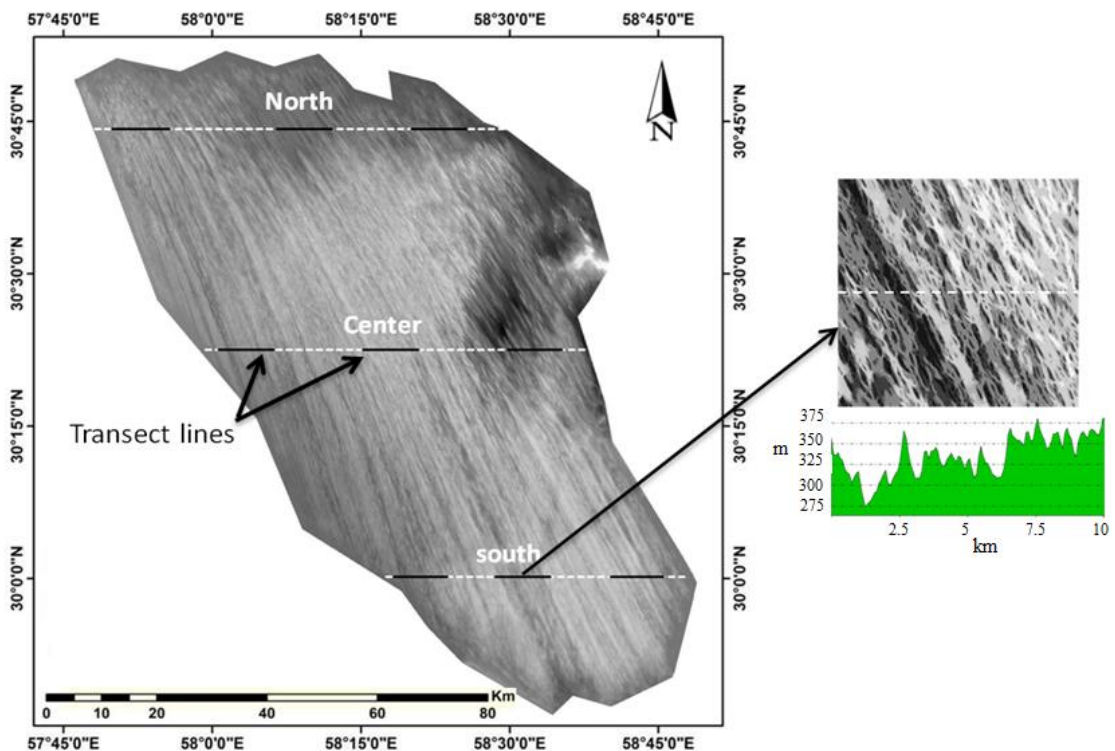 57°45'0"E 58°0'0"E 58°15'0"E 58°30'0"E 58°45'0"E
North
N
30°45'0"N 30°45'0"N
30°30'0"N 30°30'0"N
Center
30°15'0"N 30°15'0"N
Transect lines
south
30°0'0"N 30°0'0"N
Km
0 10 20 40 60 80
57°45'0"E 58°0'0"E 58°15'0"E 58°30'0"E 58°45'0"E
375
m 350
325
300
275
2.5 5 7.5 10
km